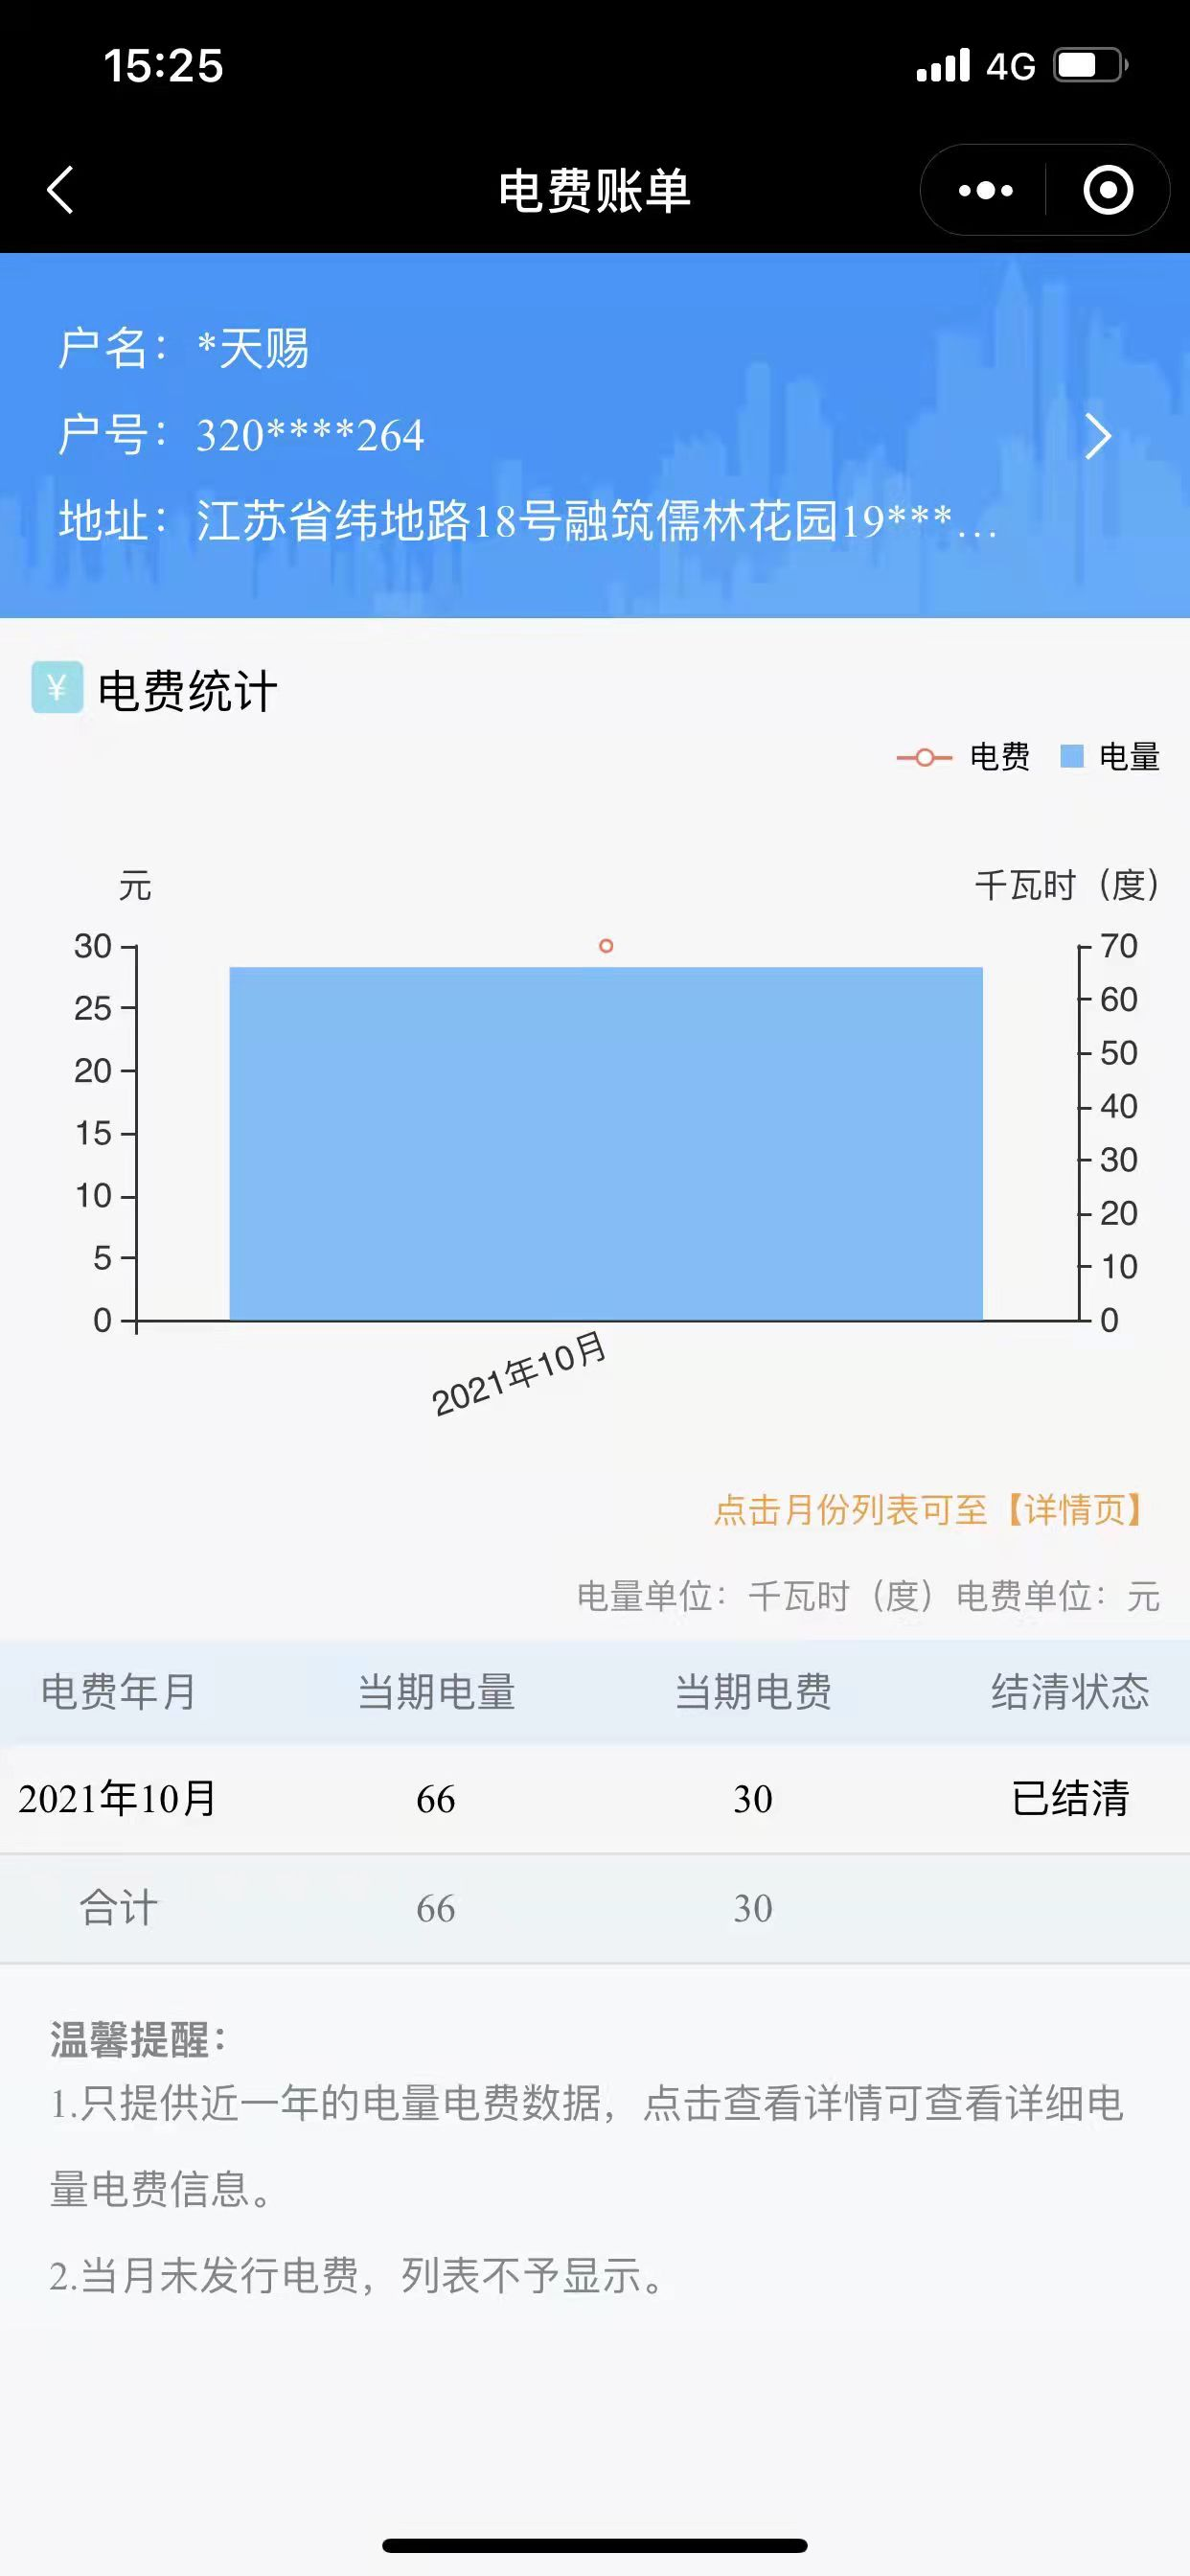 15:25 4G
电费账单
户名：*天赐
户号：320****264
地址：江苏省纬地路18号融筑儒林花园19***...
¥ 电费统计
电费 电量
元 千瓦时（度）
30 70
25 60
20 50
15 40
10 30
5 20
0 10
0
2021年10月
点击月份列表可至【详情页】
电量单位：千瓦时（度）电费单位：元
电费年月 当期电量 当期电费 结清状态
2021年10月 66 30 已结清
合计 66 30
温馨提醒：
1.只提供近一年的电量电费数据，点击查看详情可查看详细电
量电费信息。
2.当月未发行电费，列表不予显示。